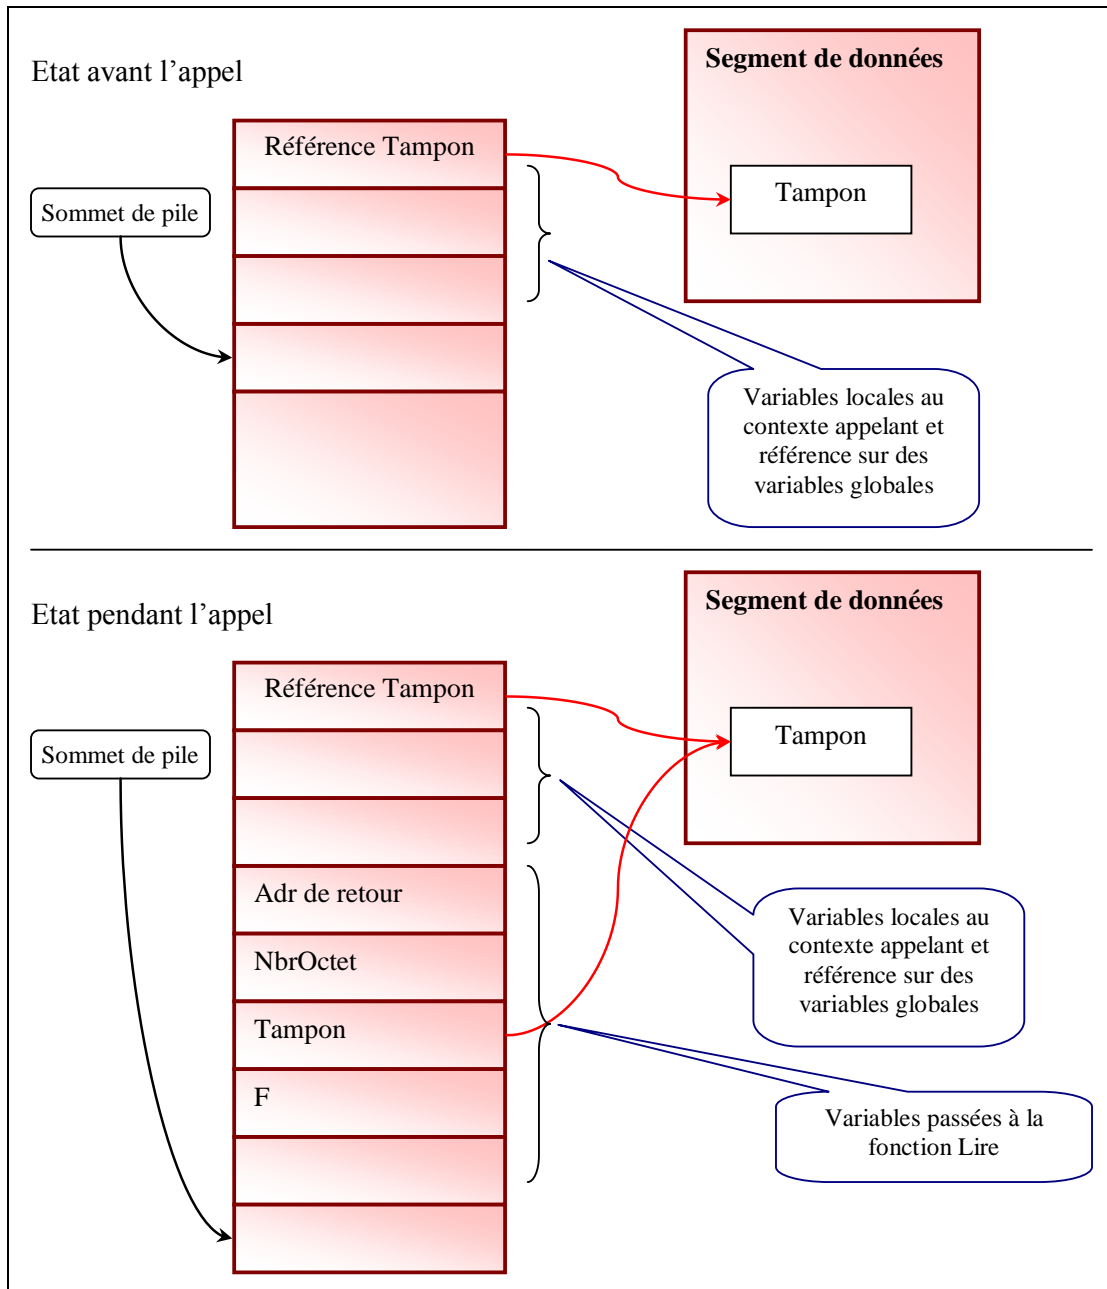 Etat avant l'appel
Segment de données
Référence Tampon
Tampon
Sommet de pile
Variables locales au
contexte appelant et
référence sur des
variables globales
Etat pendant l'appel
Segment de données
Référence Tampon
Tampon
Sommet de pile
Adr de retour
NbrOctet
Tampon
F
Variables locales au
contexte appelant et
référence sur des
variables globales
Variables passées à la
fonction Lire